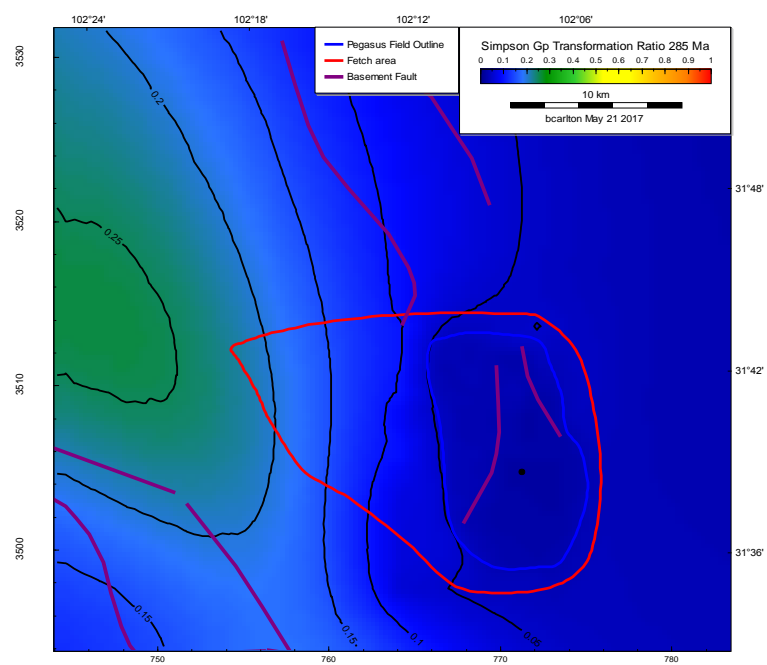 102°24' 102°18' 102°12' 102°06'
Pegasus Field Outline
Fetch area
Basement Fault
Simpson Gp Transformation Ratio 285 Ma
0 0.1 0.2 0.3 0.4 0.5 0.6 0.7 0.8 0.9 1
10 km
bcarlton May 21 2017
3530
0.2
31°48'
3520
0.25
31°42'
3510
31°36'
3500
0.15
0.15
0.1
0.05
750 760 770 780